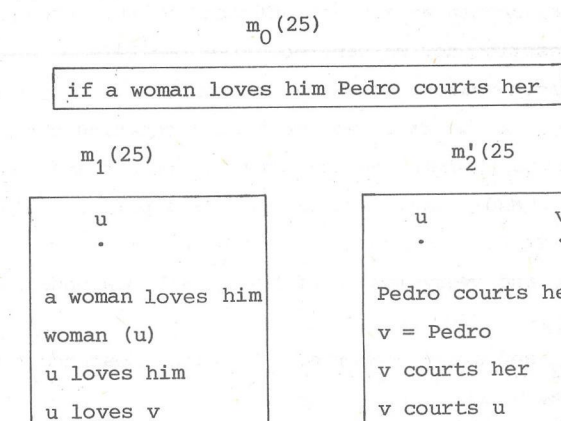 m0(25)
if a woman loves him Pedro courts her
m1(25)
m'2(25
u
u
a woman loves him
woman (u)
u loves him
u loves v
Pedro courts
v = Pedro
v courts her
v courts u